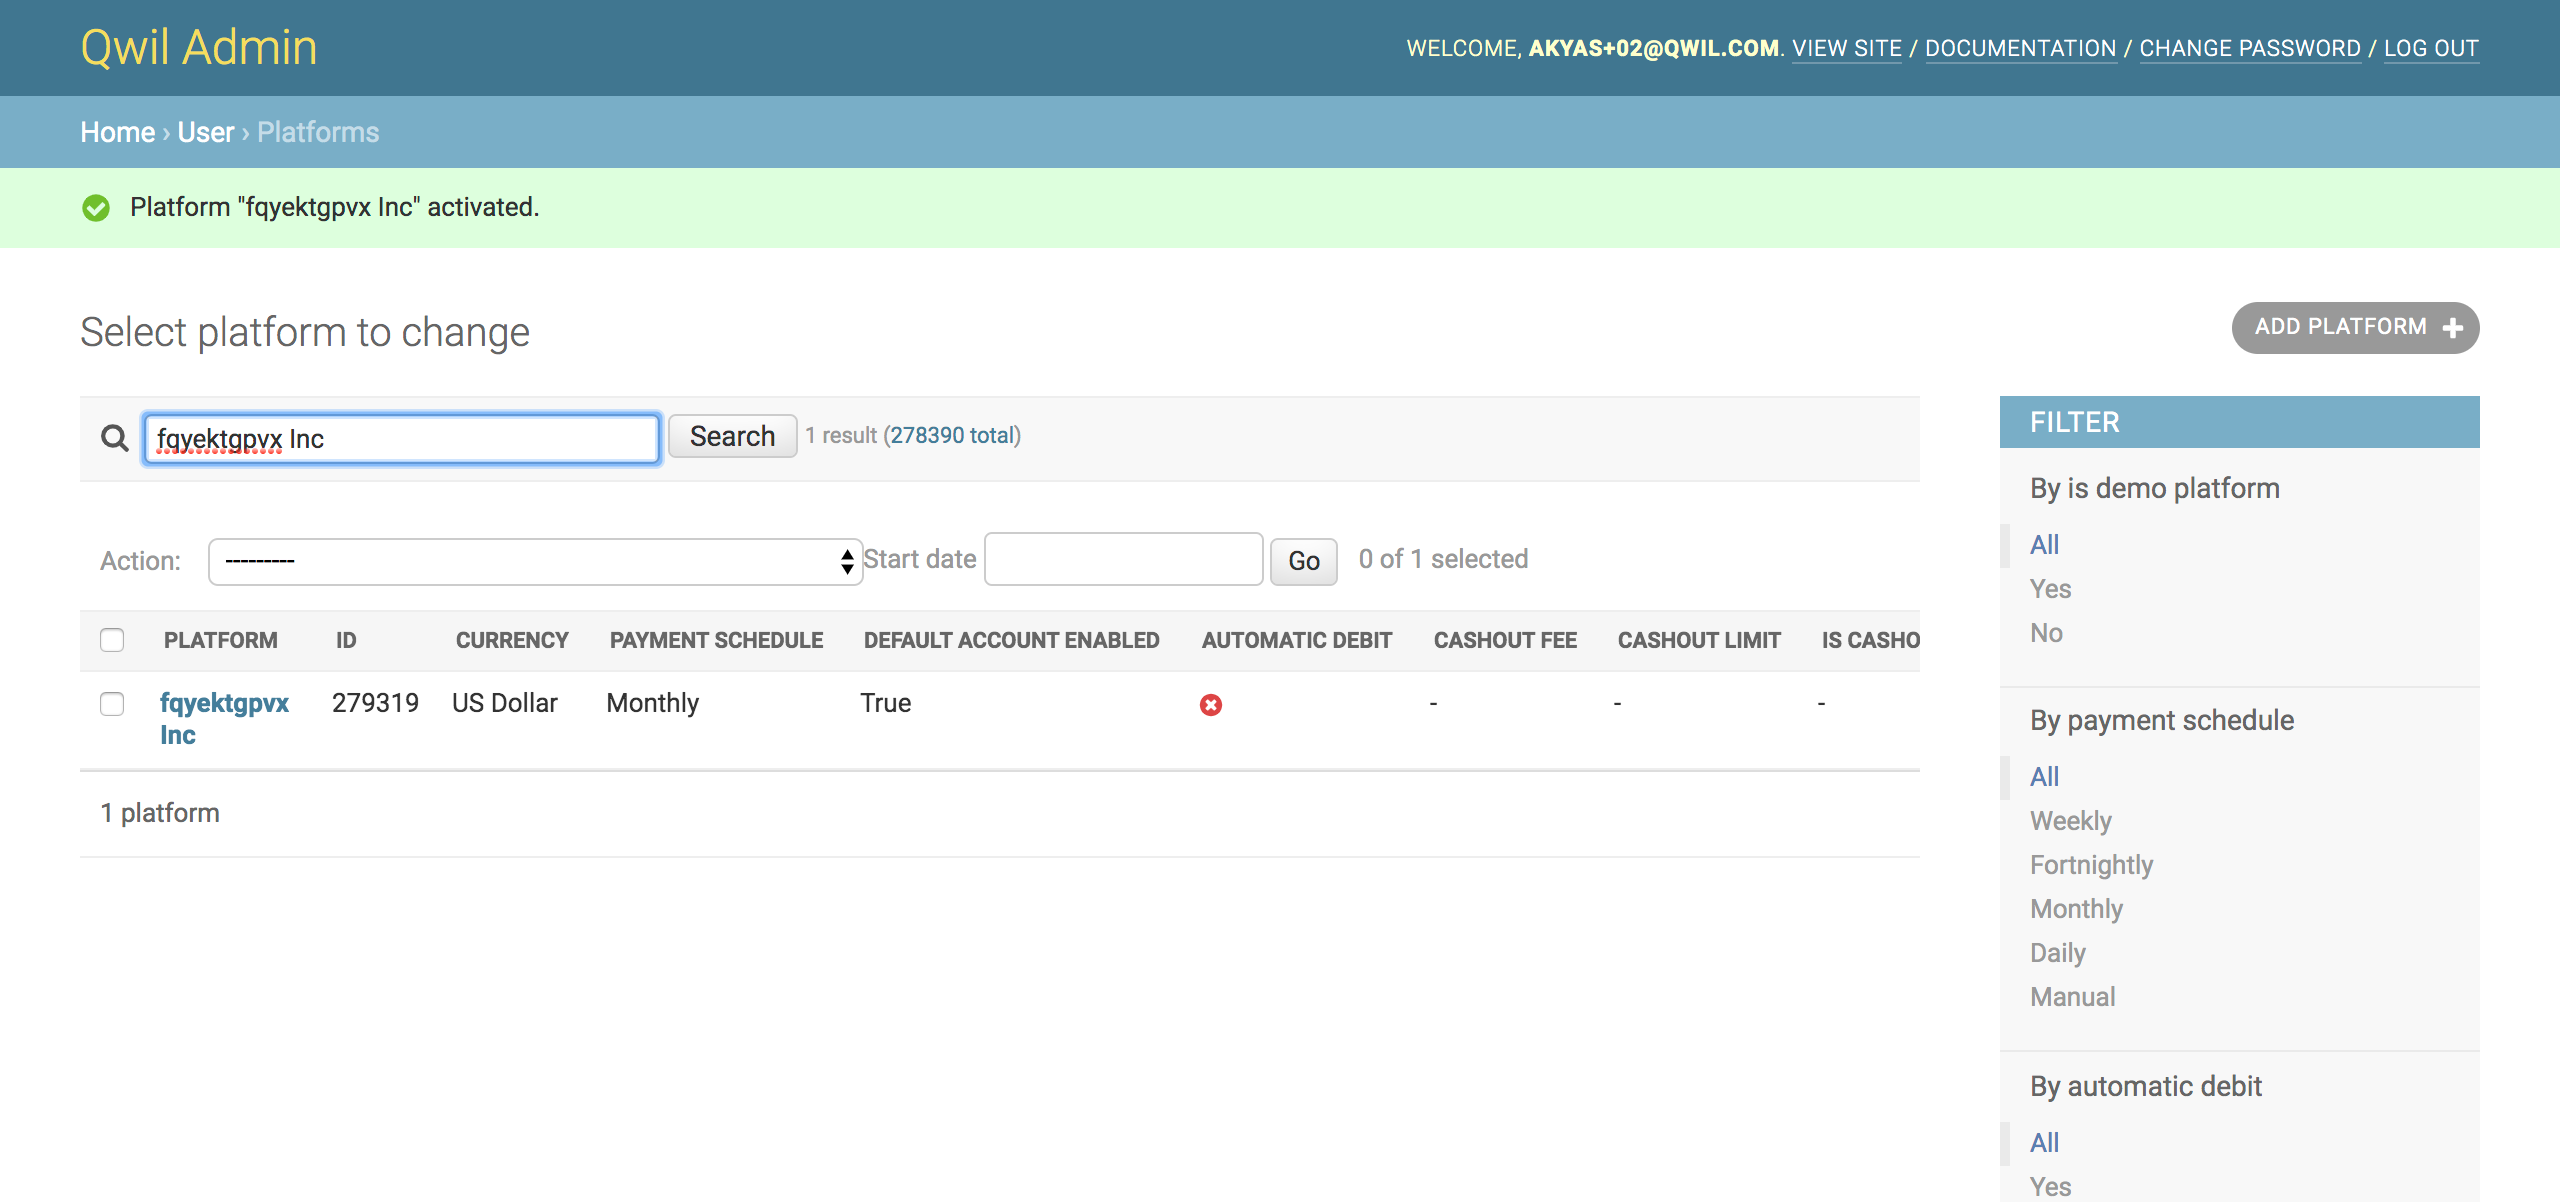 Qwil Admin
WELCOME, AKYAS+02@QWIL.COM. VIEW SITE / DOCUMENTATION / CHANGE PASSWORD / LOG OUT
Home › User › Platforms
Platform "fqyektgpvx Inc" activated.
Select platform to change
ADD PLATFORM
fqyektgpvx Inc
Search
1 result (278390 total)
Action:
---------
Start date
Go
0 of 1 selected
PLATFORM ID CURRENCY PAYMENT SCHEDULE DEFAULT ACCOUNT ENABLED AUTOMATIC DEBIT CASHOUT FEE CASHOUT LIMIT IS CASHO
fqyektgpvx Inc 279319 US Dollar Monthly True - - -
1 platform
FILTER
By is demo platform
All
Yes
No
By payment schedule
All
Weekly
Fortnightly
Monthly
Daily
Manual
By automatic debit
All
Yes